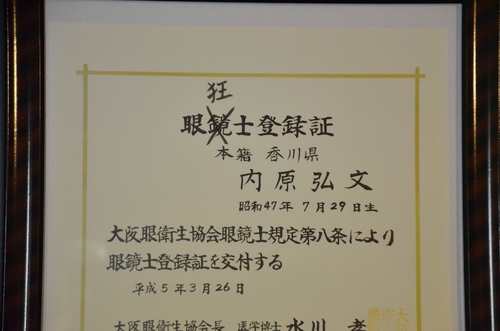 狂
眼鏡士登録証
本籍 香川県
内原弘文
昭和47年 7月29日生
大阪眼衛生協会眼鏡士規定第八条により
眼鏡士登録証を交付する
平成5年3月26日
大阪眼衛生協会長 医学博士 水川 孝